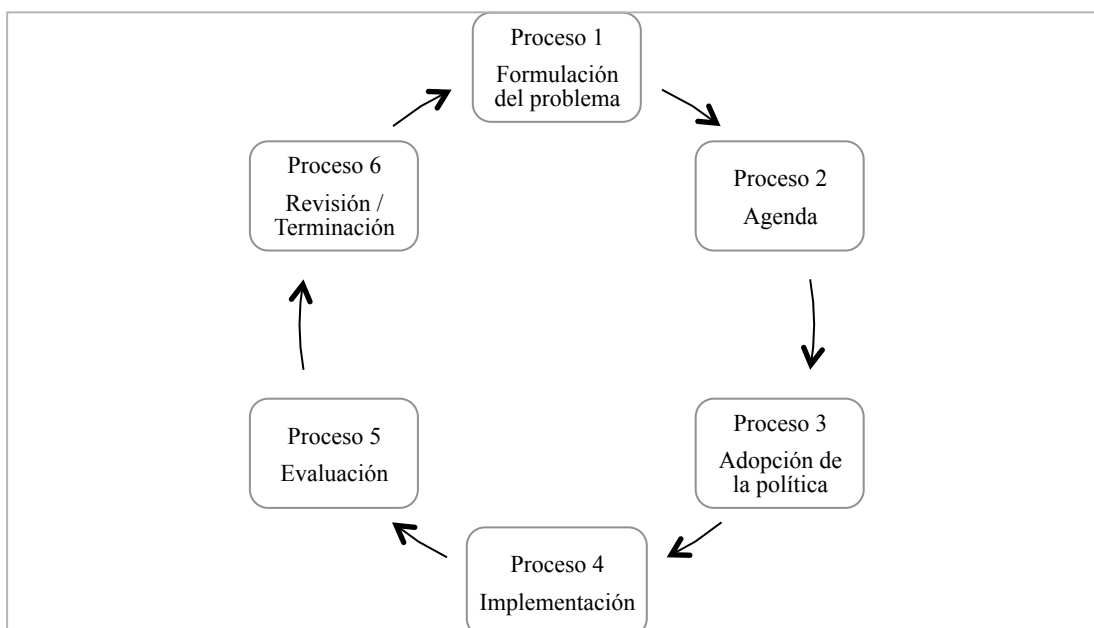 Proceso 1
Formulación
del problema
Proceso 2
Agenda
Proceso 3
Adopción de
la política
Proceso 4
Implementación
Proceso 5
Evaluación
Proceso 6
Revisión /
Terminación